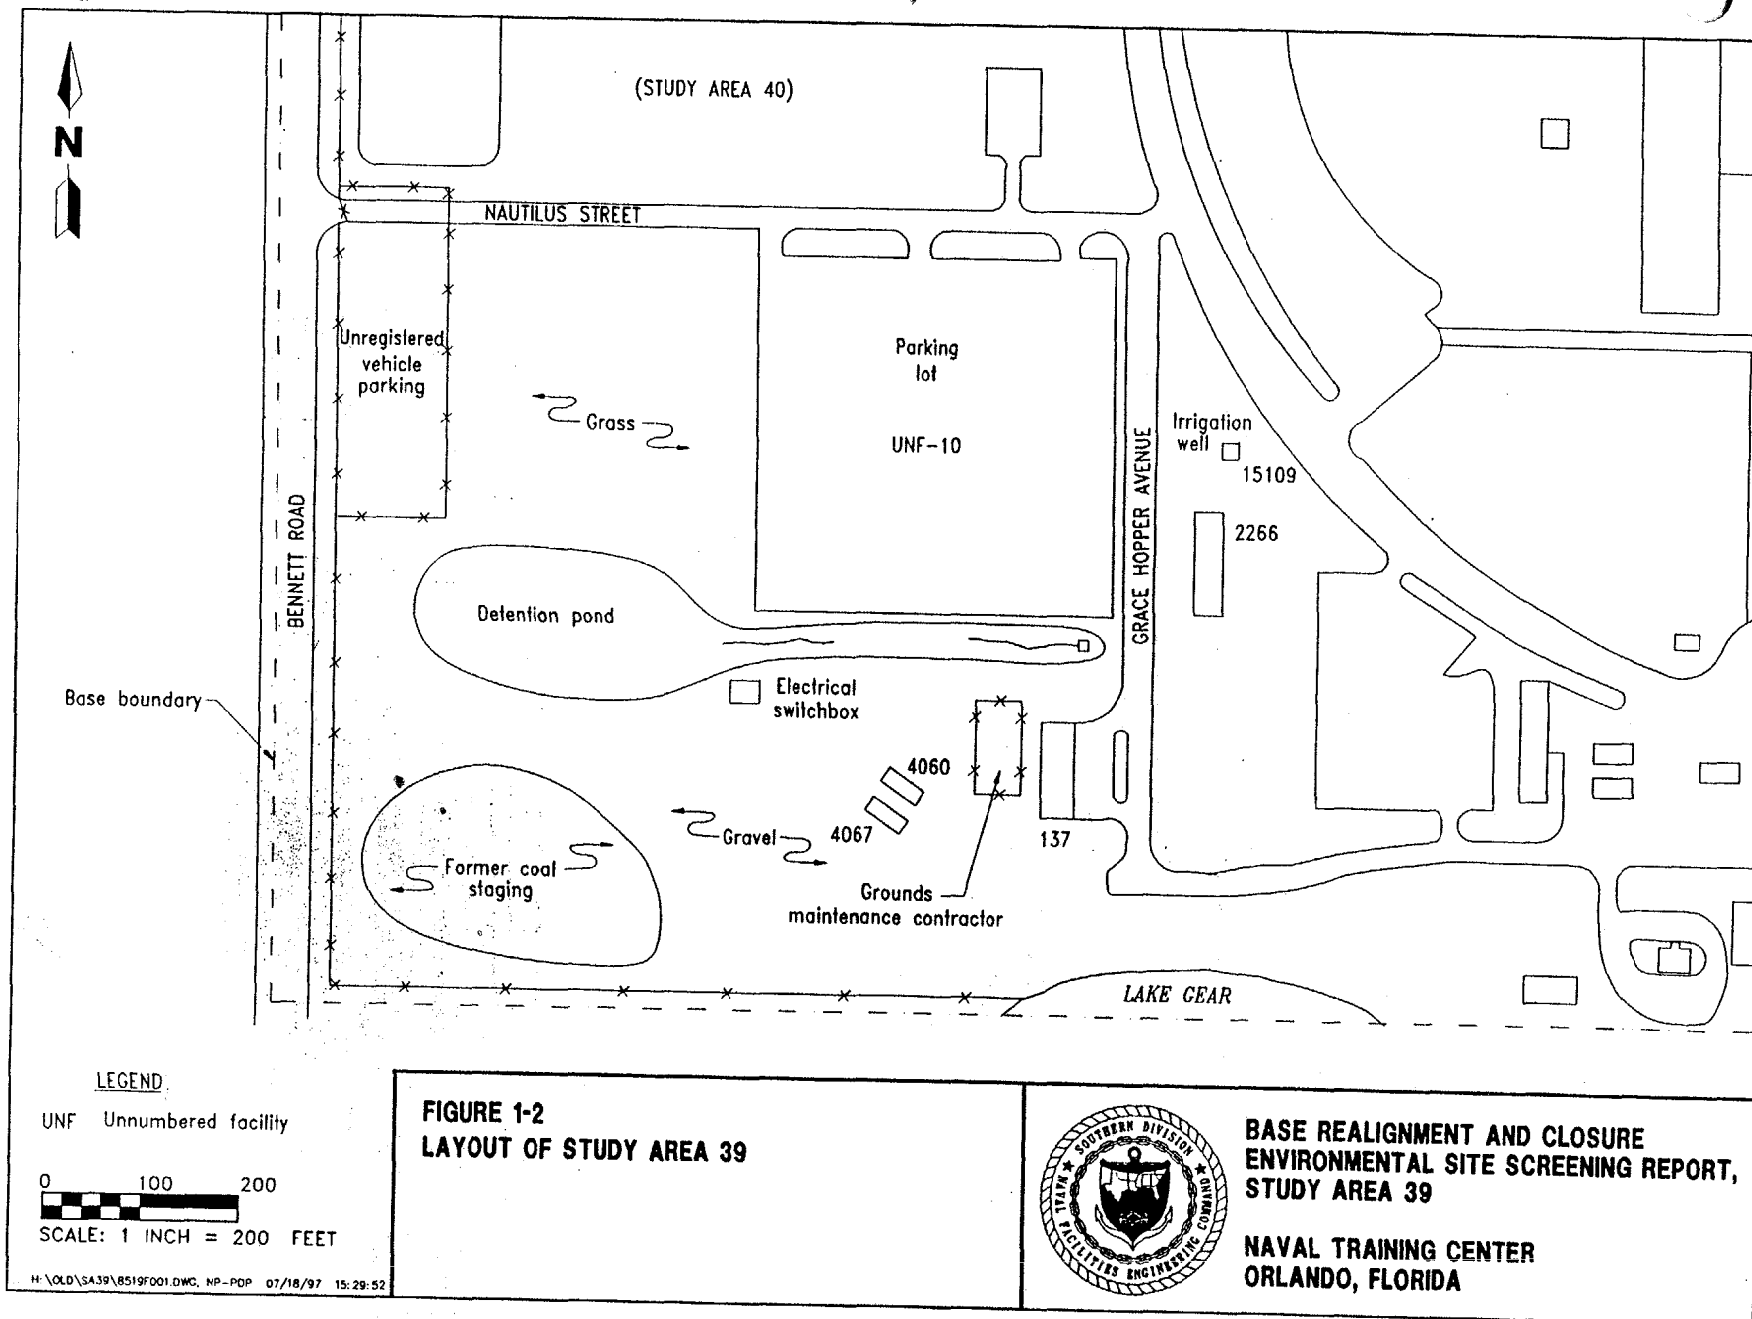 (STUDY AREA 40)
N
NAUTILUS STREET
Unregistered
vehicle
parking
Parking
lot
Grass
UNF-10
Irrigation
well
15109
2266
BENNETT ROAD
GRACE HOPPER AVENUE
Detention pond
Base boundary
Electrical
switchbox
4060
4067
Gravel
137
Former coal
staging
Grounds
maintenance contractor
LAKE GEAR
LEGEND
UNF Unnumbered facility
0 100 200
SCALE: 1 INCH = 200 FEET
H:\OLD\SA39\8519F001.DWG, NP-PDP 07/18/97 15:29:52
FIGURE 1-2
LAYOUT OF STUDY AREA 39
SOUTHERN DIVISION
NAVAL FACILITIES ENGINEERING COMMAND
BASE REALIGNMENT AND CLOSURE
ENVIRONMENTAL SITE SCREENING REPORT,
STUDY AREA 39
NAVAL TRAINING CENTER
ORLANDO, FLORIDA